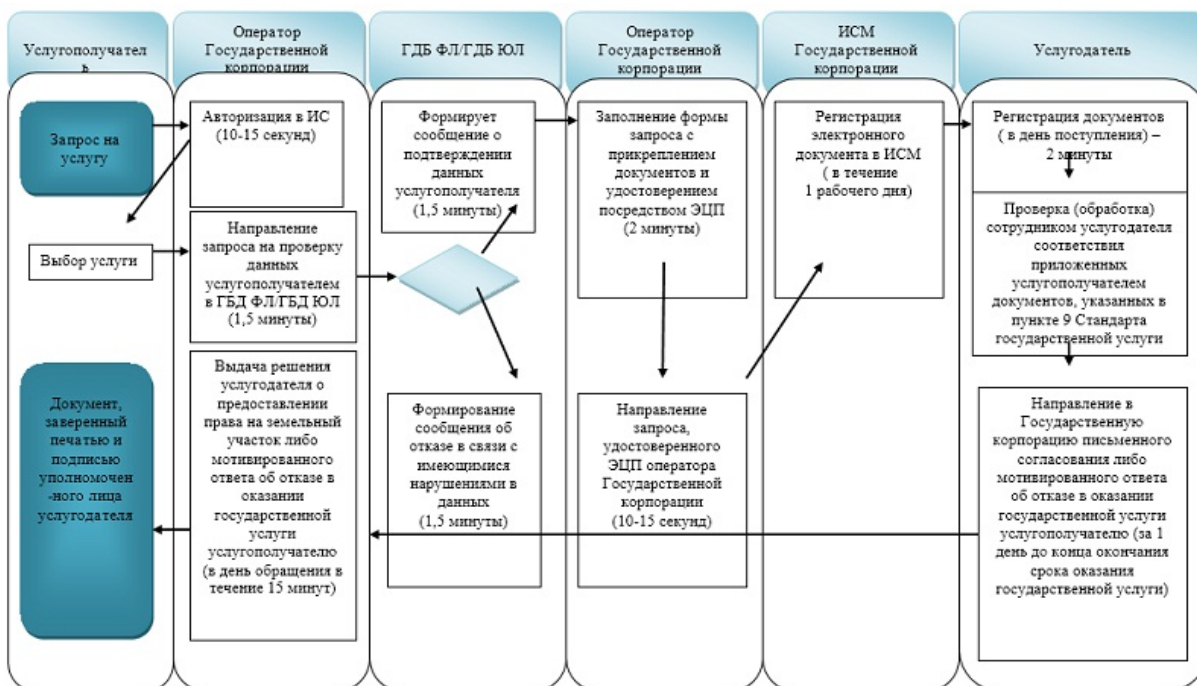 Услугополучател
ь
Оператор
Государственной
корпорации
ГДБ ФЛ/ГДБ ЮЛ
Оператор
Государственной
корпорации
ИСМ
Государственной
корпорации
Услугодатель
Запрос на
услугу
Выбор услуги
Документ,
заверенный
печатью и
подписью
уполномочен
-ного лица
услугодателя
Авторизация в ИС
(10-15 секунд)
Направление
запроса на проверку
данных
услугополучателем
в ГБД ФЛ/ГБД ЮЛ
(1,5 минуты)
Выдача решения
услугодателя о
предоставлении
права на земельный
участок либо
мотивированного
ответа об отказе в
оказании
государственной
услуги
услугополучателю
(в день обращения в
течение 15 минут)
Формирует
сообщение о
подтверждении
данных
услугополучателя
(1,5 минуты)
Формирование
сообщения об
отказе в связи с
имеющимися
нарушениями в
данных
(1,5 минуты)
Заполнение формы
запроса с
прикреплением
документов и
удостоверением
посредством ЭЦП
(2 минуты)
Направление
запроса,
удостоверенного
ЭЦП оператора
Государственной
корпорации
(10-15 секунд)
Регистрация
электронного
документа в ИСМ
( в течение
1 рабочего дня)
Регистрация документов
( в день поступления) –
2 минуты
Проверка (обработка)
сотрудником услугодателя
соответствия
приложенных
услугополучателем
документов, указанных в
пункте 9 Стандарта
государственной услуги
Направление в
Государственную
корпорацию письменного
согласования либо
мотивированного ответа
об отказе в оказании
государственной услуги
услугополучателю (за 1
день до конца окончания
срока оказания
государственной услуги)